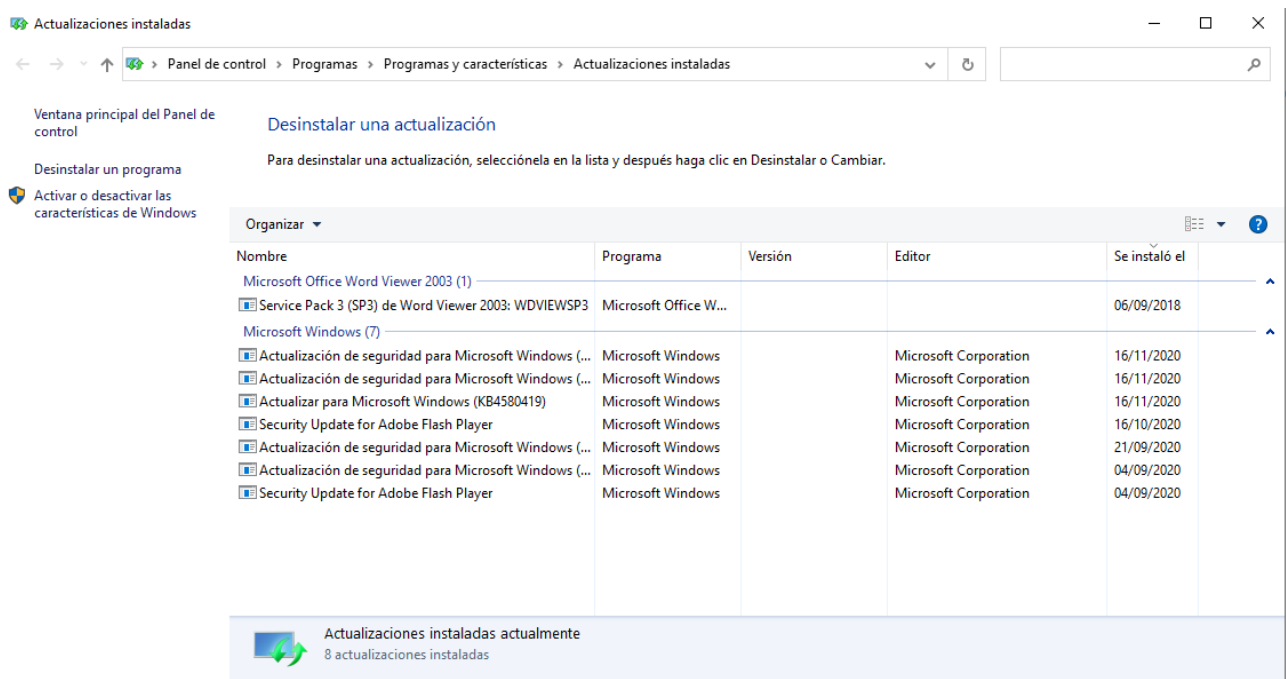 Actualizaciones instaladas
Panel de control > Programas > Programas y características > Actualizaciones instaladas
Ventana principal del Panel de control
Desinstalar un programa
Activar o desactivar las características de Windows
Desinstalar una actualización
Para desinstalar una actualización, selecciónela en la lista y después haga clic en Desinstalar o Cambiar.
Organizar
Nombre Programa Versión Editor Se instaló el
Microsoft Office Word Viewer 2003 (1)
Service Pack 3 (SP3) de Word Viewer 2003: WDVIEWSP3 Microsoft Office W... 06/09/2018
Microsoft Windows (7)
Actualización de seguridad para Microsoft Windows (... Microsoft Windows Microsoft Corporation 16/11/2020
Actualización de seguridad para Microsoft Windows (... Microsoft Windows Microsoft Corporation 16/11/2020
Actualizar para Microsoft Windows (KB4580419) Microsoft Windows Microsoft Corporation 16/11/2020
Security Update for Adobe Flash Player Microsoft Windows Microsoft Corporation 16/10/2020
Actualización de seguridad para Microsoft Windows (... Microsoft Windows Microsoft Corporation 21/09/2020
Actualización de seguridad para Microsoft Windows (... Microsoft Windows Microsoft Corporation 04/09/2020
Security Update for Adobe Flash Player Microsoft Windows Microsoft Corporation 04/09/2020
Actualizaciones instaladas actualmente
8 actualizaciones instaladas